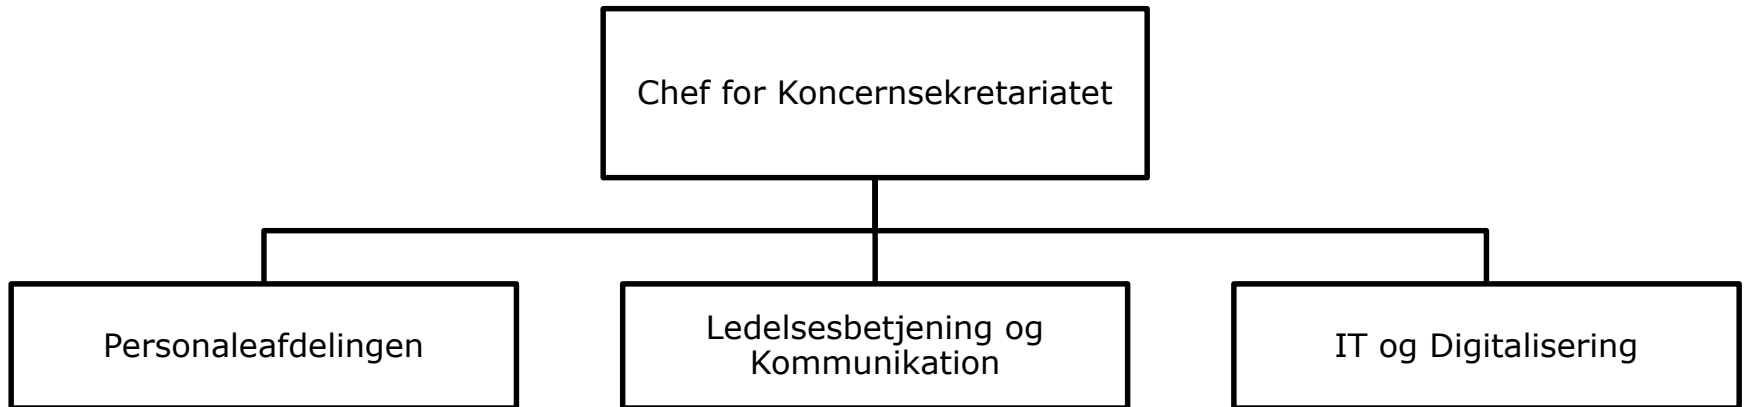 Chef for Koncernsekretariatet
Personaleafdelingen
Ledelsesbetjening og
Kommunikation
IT og Digitalisering